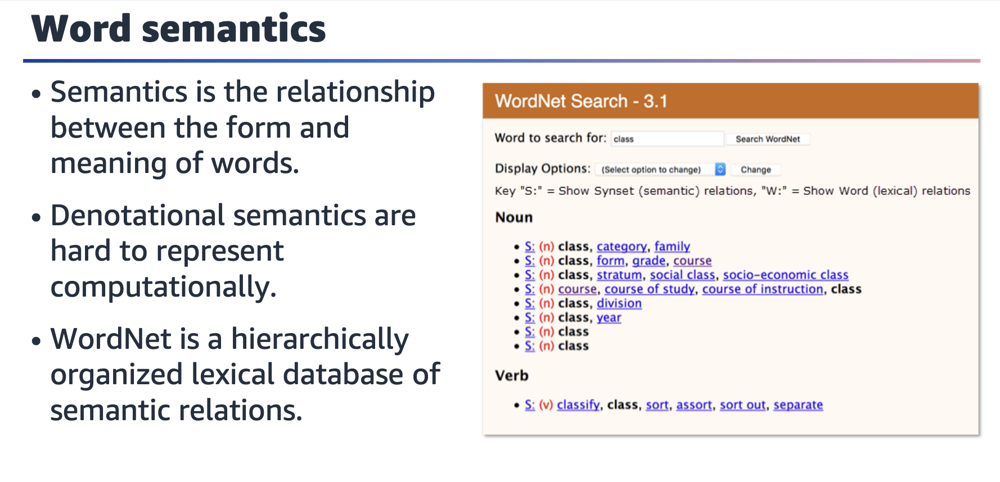 Word semantics
• Semantics is the relationship
between the form and
meaning of words.
• Denotational semantics are
hard to represent
computationally.
• WordNet is a hierarchically
organized lexical database of
semantic relations.
WordNet Search - 3.1
Word to search for: class Search WordNet
Display Options: (Select option to change) Change
Key "S:" = Show Synset (semantic) relations, "W:" = Show Word (lexical) relations
Noun
• S: (n) class, category, family
• S: (n) class, form, grade, course
• S: (n) class, stratum, social class, socio-economic class
• S: (n) course, course of study, course of instruction, class
• S: (n) class, division
• S: (n) class, year
• S: (n) class
• S: (n) class
Verb
• S: (v) classify, class, sort, assort, sort out, separate